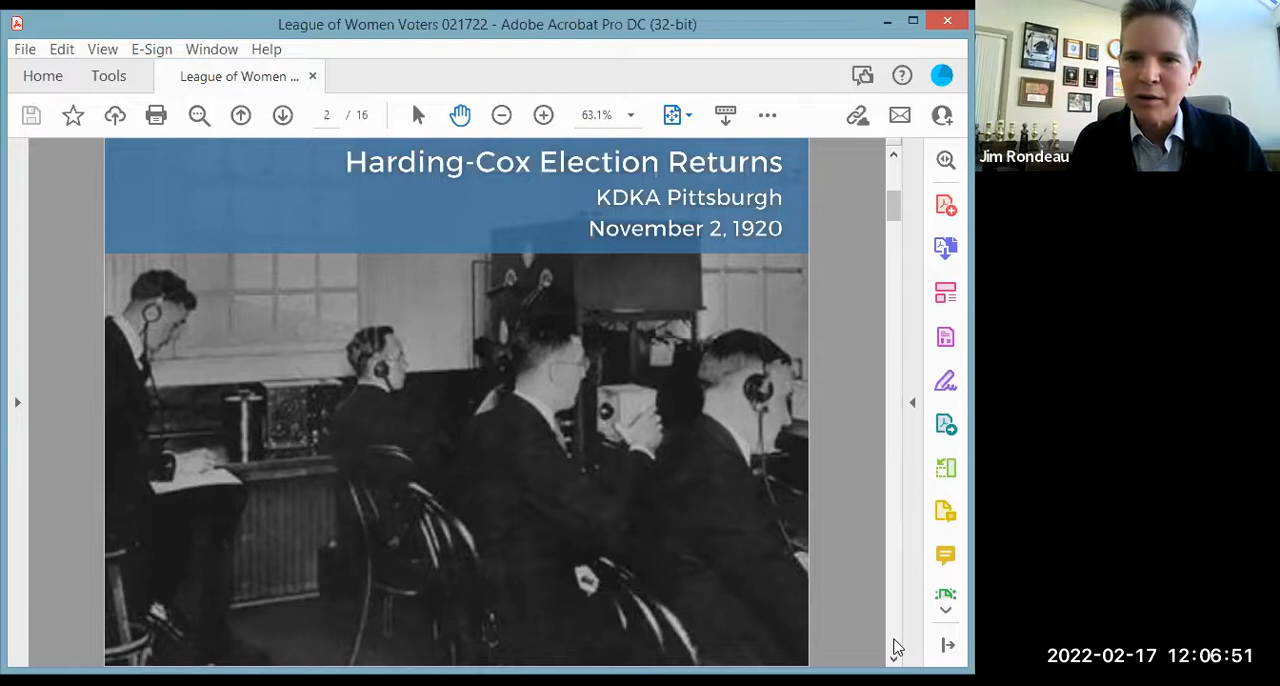 League of Women Voters 021722 - Adobe Acrobat Pro DC (32-bit)
File Edit View E-Sign Window Help
Home Tools League of Women ... ×
2 / 16 63.1%
Harding-Cox Election Returns
KDKA Pittsburgh
November 2, 1920
Jim Rondeau
2022-02-17 12:06:51